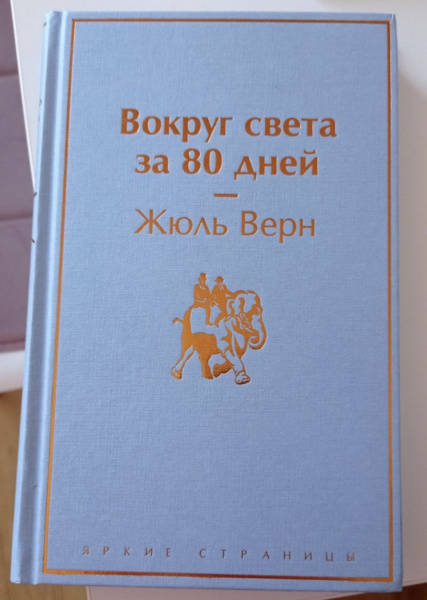 Вокруг света
за 80 дней
Жюль Верн
ЯРКИЕ СТРАНИЦЫ